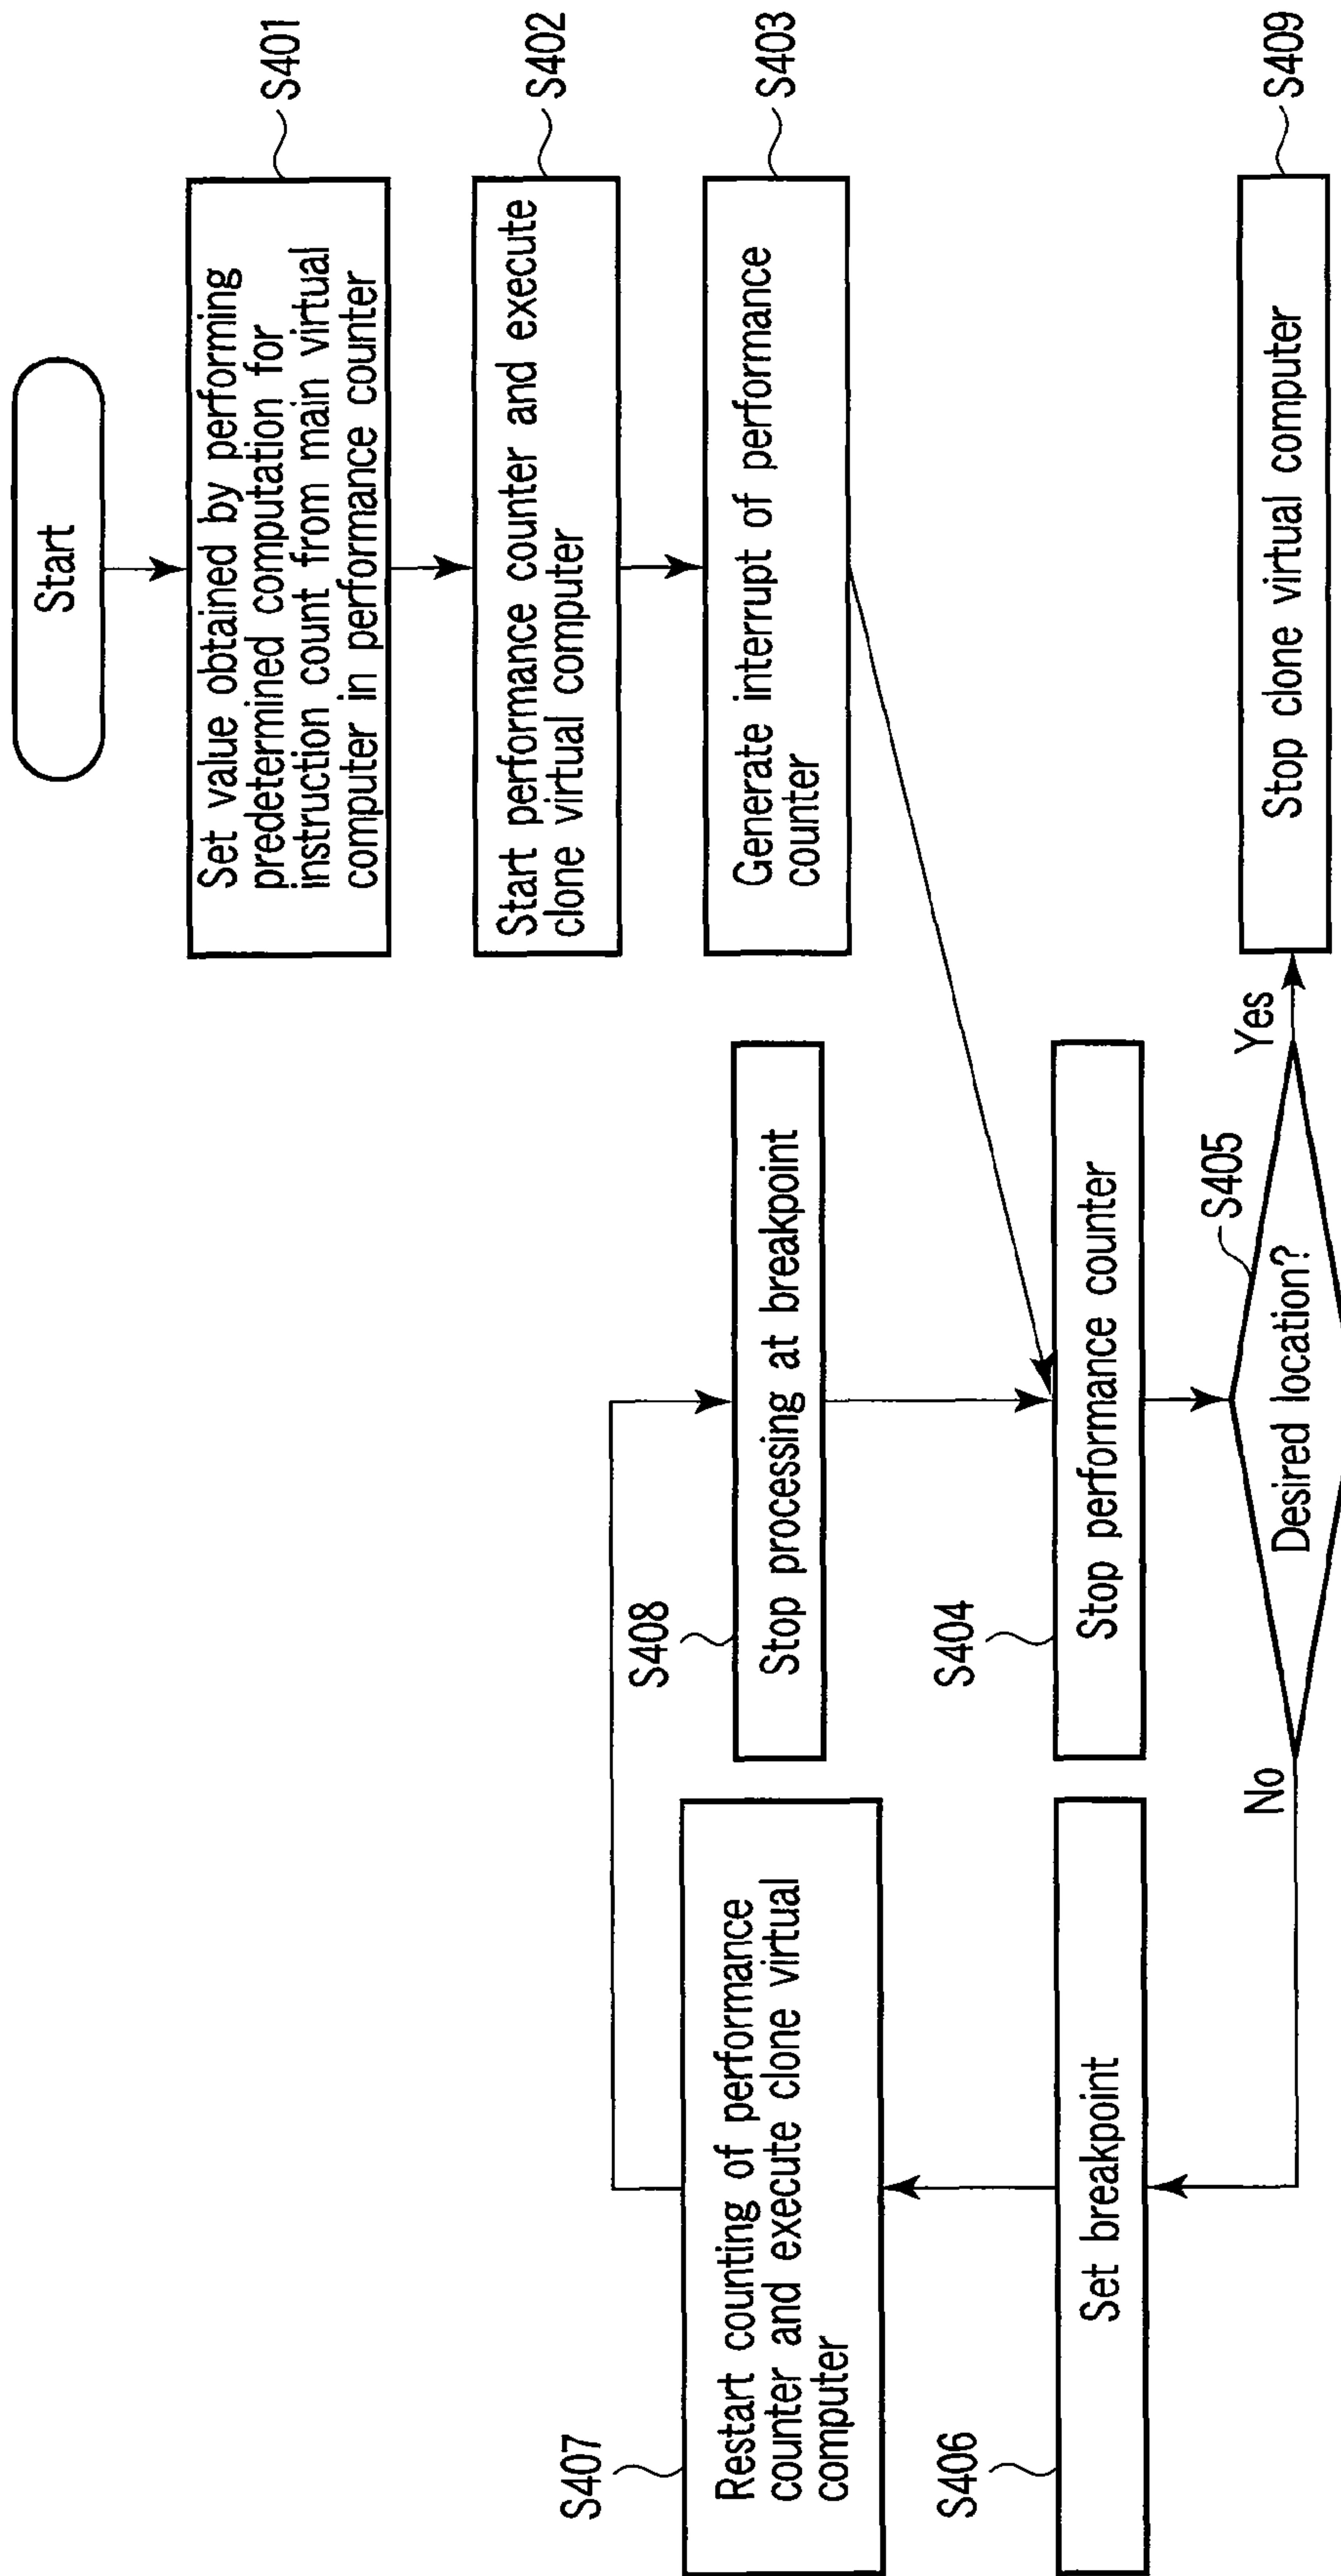 Start
Set value obtained by performing
predetermined computation for
instruction count from main virtual
computer in performance counter
S401
Start performance counter and execute
clone virtual computer
S402
Generate interrupt of performance
counter
S403
S408
Stop processing at breakpoint
S404
Stop performance counter
S405
Desired location?
Yes
No
S407
Restart counting of performance
counter and execute clone virtual
computer
S406
Set breakpoint
Stop clone virtual computer
S409